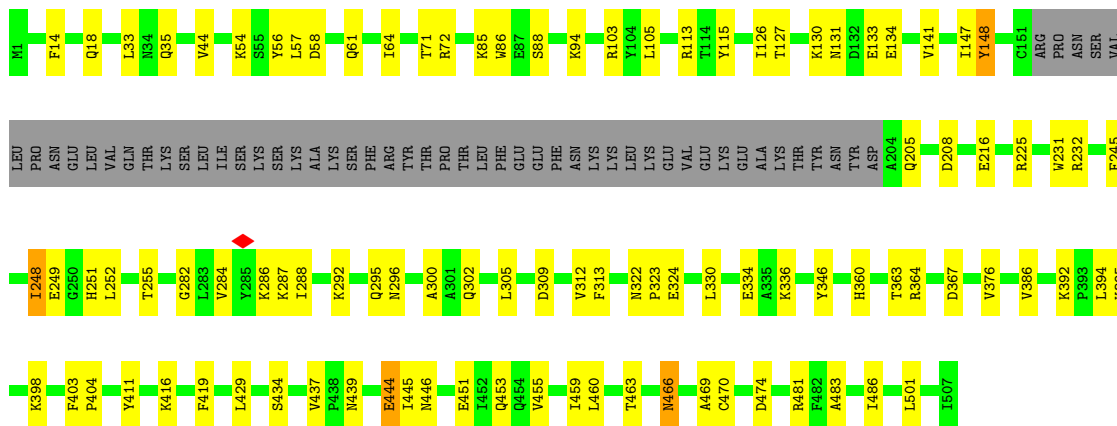 M1 F14 Q18 L33 N34 Q35 V44 K54 S55 Y56 L57 D58 Q61 I64 T71 R72 K85 W86 E87 S88 K94 R103 Y104 L105 R113 T114 Y115 I126 T127 K130 N131 D132 E133 E134 V141 I147 Y148 C151 ARG PRO ASN SER VAL
LEU PRO ASN GLU LEU VAL GLN THR LYS SER LEU ILE SER LYS SER LYS ALA LYS SER PHE ARG TYR THR PRO THR LEU PHE GLU GLU PHE ASN LYS LYS LEU LYS GLU VAL GLU LYS GLU ALA LYS THR TYR ASN TYR ASP A204 Q205 D208 E216 R225 W231 R232
I248 E249 G250 H251 L252 T255 G282 L283 V284 Y285 K286 K287 I288 K292 Q295 N296 A300 A301 Q302 L305 D309 V312 F313 N322 P323 E324 L330 E334 A335 K336 Y346 H360 T363 R364 D367 V376 V386 K392 P393 L394
K398 F403 P404 Y411 K416 F419 L429 S434 V437 P438 N439 E444 I445 N446 E451 I452 Q453 Q454 V455 I459 L460 T463 N466 A469 C470 D474 R481 F482 A483 I486 L501 I507